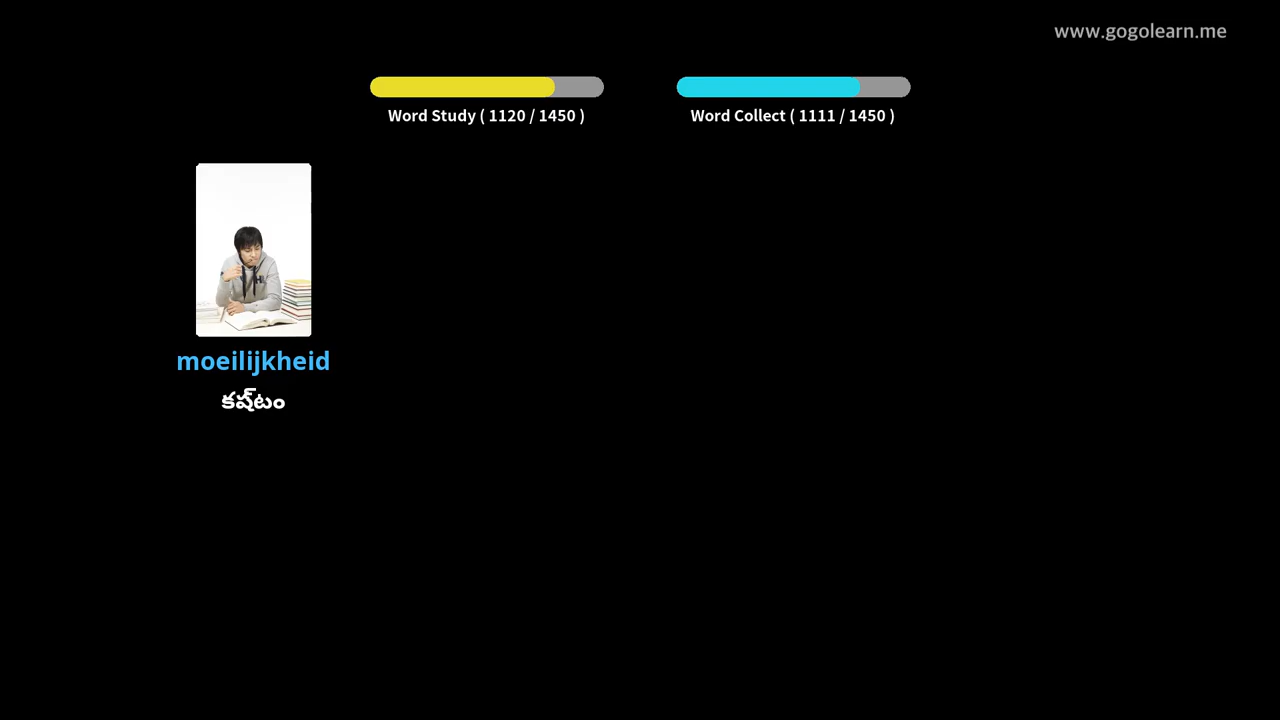 www.gogolearn.me
Word Study ( 1120 / 1450 )
Word Collect ( 1111 / 1450 )
moeilijkheid
కష్టం